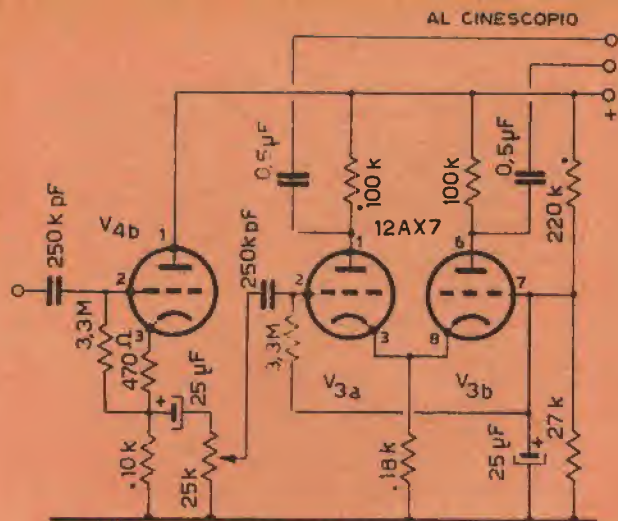 AL CINESCOPIO
+
0,5µF
.100k
100k
0,5µF
220k
12AX7
V4b
250kpF
1
2
3
3,3M
470Ω
+
25µF
.10k
25k
250kpF
1
2
3
3,3M
V3a
6
7
8
V3b
.18k
25µF
+
27k